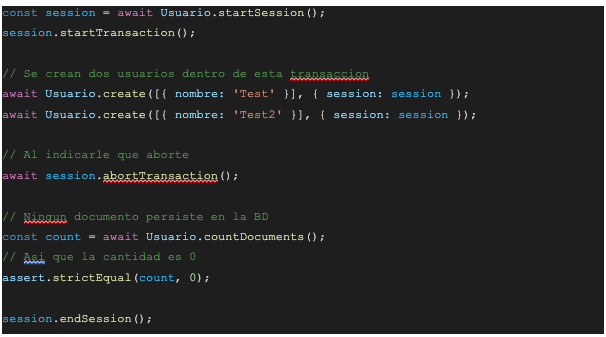 const session = await Usuario.startSession();
session.startTransaction();
// Se crean dos usuarios dentro de esta transaccion
await Usuario.create([{ nombre: 'Test' }], { session: session });
await Usuario.create([{ nombre: 'Test2' }], { session: session });
// Al indicarle que aborte
await session.abortTransaction();
// Ningun documento persiste en la BD
const count = await Usuario.countDocuments();
// Asi que la cantidad es 0
assert.strictEqual(count, 0);
session.endSession();